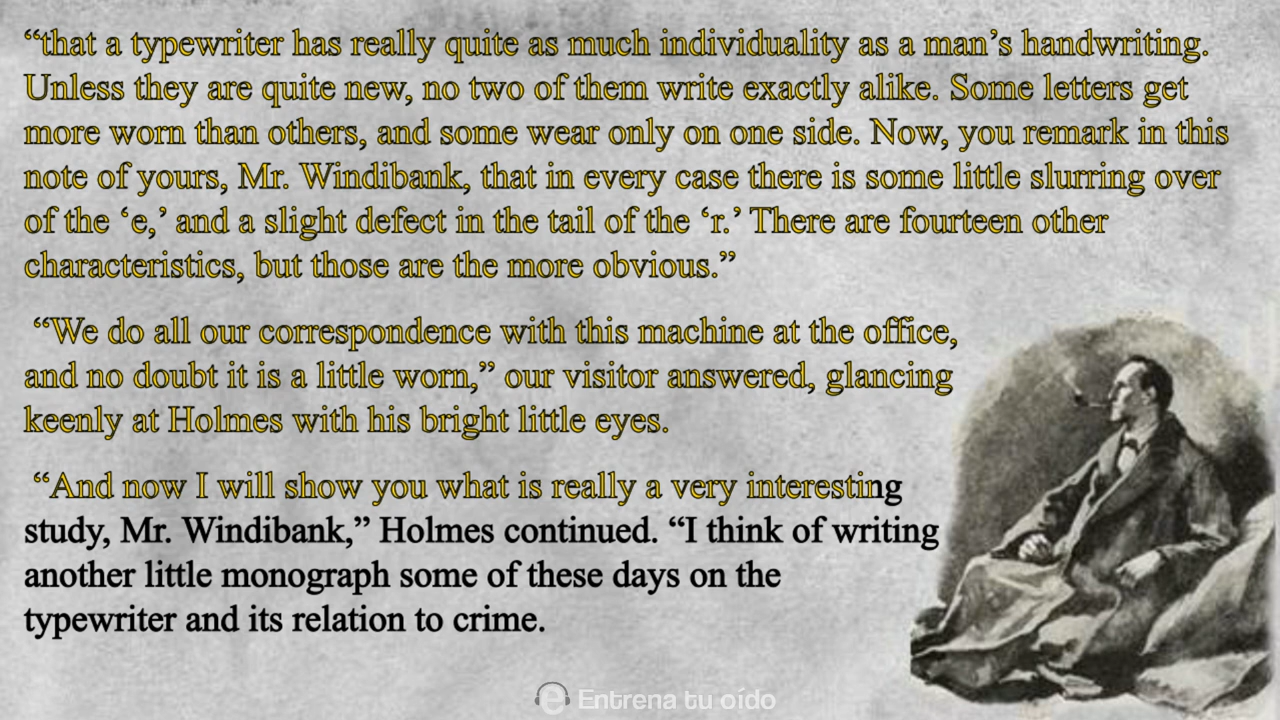 “that a typewriter has really quite as much individuality as a man’s handwriting.
Unless they are quite new, no two of them write exactly alike. Some letters get
more worn than others, and some wear only on one side. Now, you remark in this
note of yours, Mr. Windibank, that in every case there is some little slurring over
of the ‘e,’ and a slight defect in the tail of the ‘r.’ There are fourteen other
characteristics, but those are the more obvious.”
“We do all our correspondence with this machine at the office,
and no doubt it is a little worn,” our visitor answered, glancing
keenly at Holmes with his bright little eyes.
“And now I will show you what is really a very interesting
study, Mr. Windibank,” Holmes continued. “I think of writing
another little monograph some of these days on the
typewriter and its relation to crime.
e Entrena tu oído